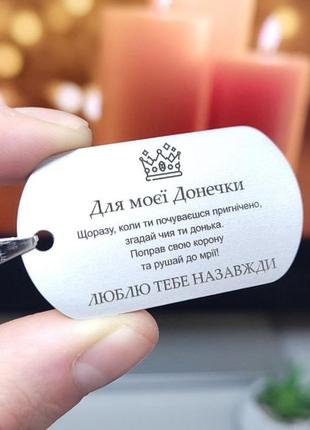 Для моєї Донечки
Щоразу, коли ти почуваєшся пригнічено,
згадай чия ти донька.
Поправ свою корону
та рушай до мрії!
ЛЮБЛЮ ТЕБЕ НАЗАВЖДИ